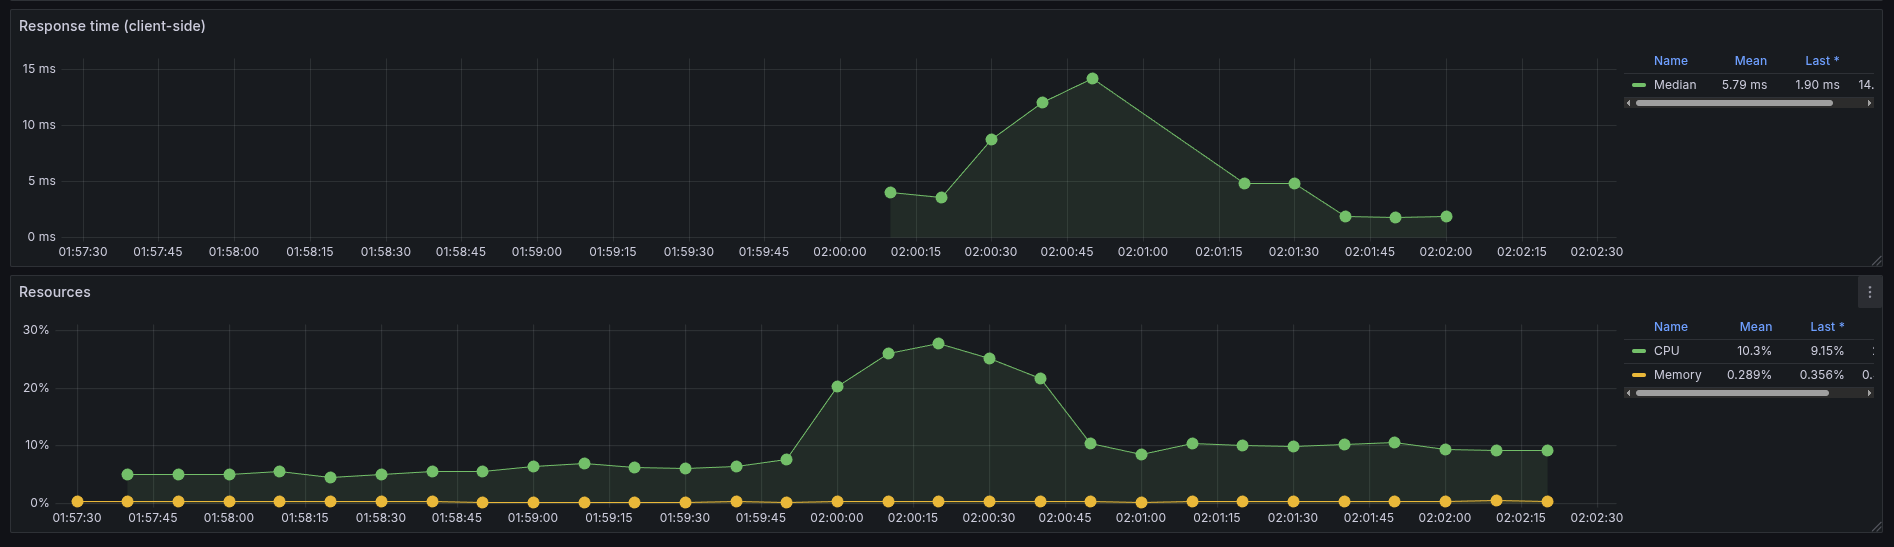 Response time (client-side)
Name Mean Last *
Median 5.79 ms 1.90 ms 14.
15 ms
10 ms
5 ms
0 ms
01:57:30 01:57:45 01:58:00 01:58:15 01:58:30 01:58:45 01:59:00 01:59:15 01:59:30 01:59:45 02:00:00 02:00:15 02:00:30 02:00:45 02:01:00 02:01:15 02:01:30 02:01:45 02:02:00 02:02:15 02:02:30
Resources
Name Mean Last *
CPU 10.3% 9.15%
Memory 0.289% 0.356% 0.
30%
20%
10%
0%
01:57:30 01:57:45 01:58:00 01:58:15 01:58:30 01:58:45 01:59:00 01:59:15 01:59:30 01:59:45 02:00:00 02:00:15 02:00:30 02:00:45 02:01:00 02:01:15 02:01:30 02:01:45 02:02:00 02:02:15 02:02:30